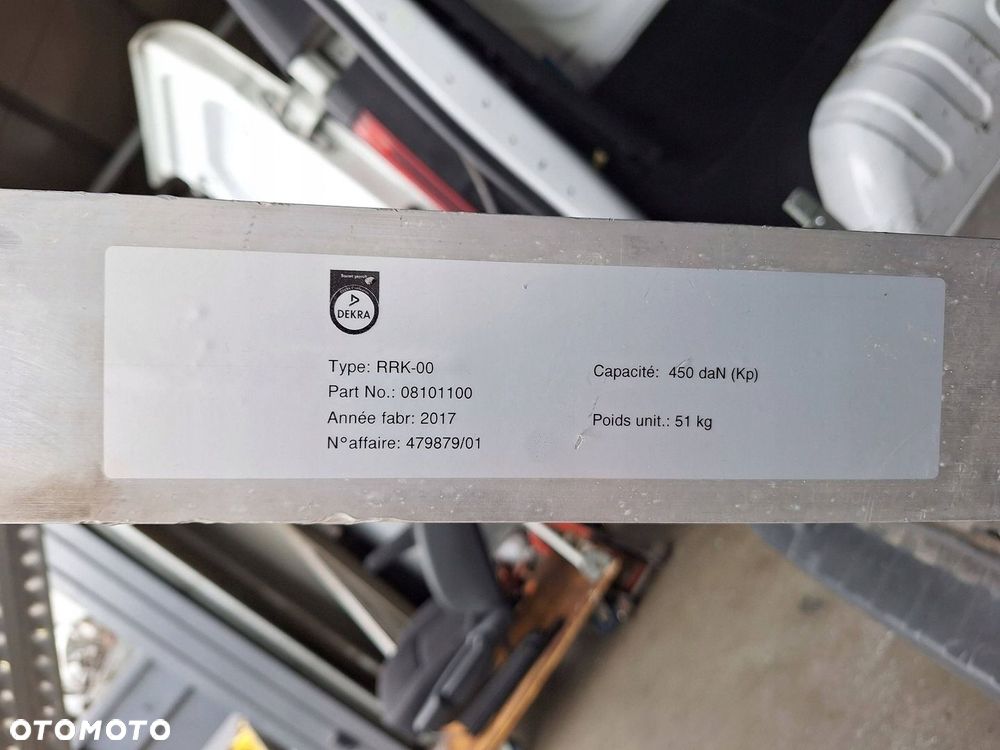 DEKRA
Type: RRK-00
Part No.: 08101100
Année fabr: 2017
N°affaire: 479879/01
Capacité: 450 daN (Kp)
Poids unit.: 51 kg
OTOMOTO